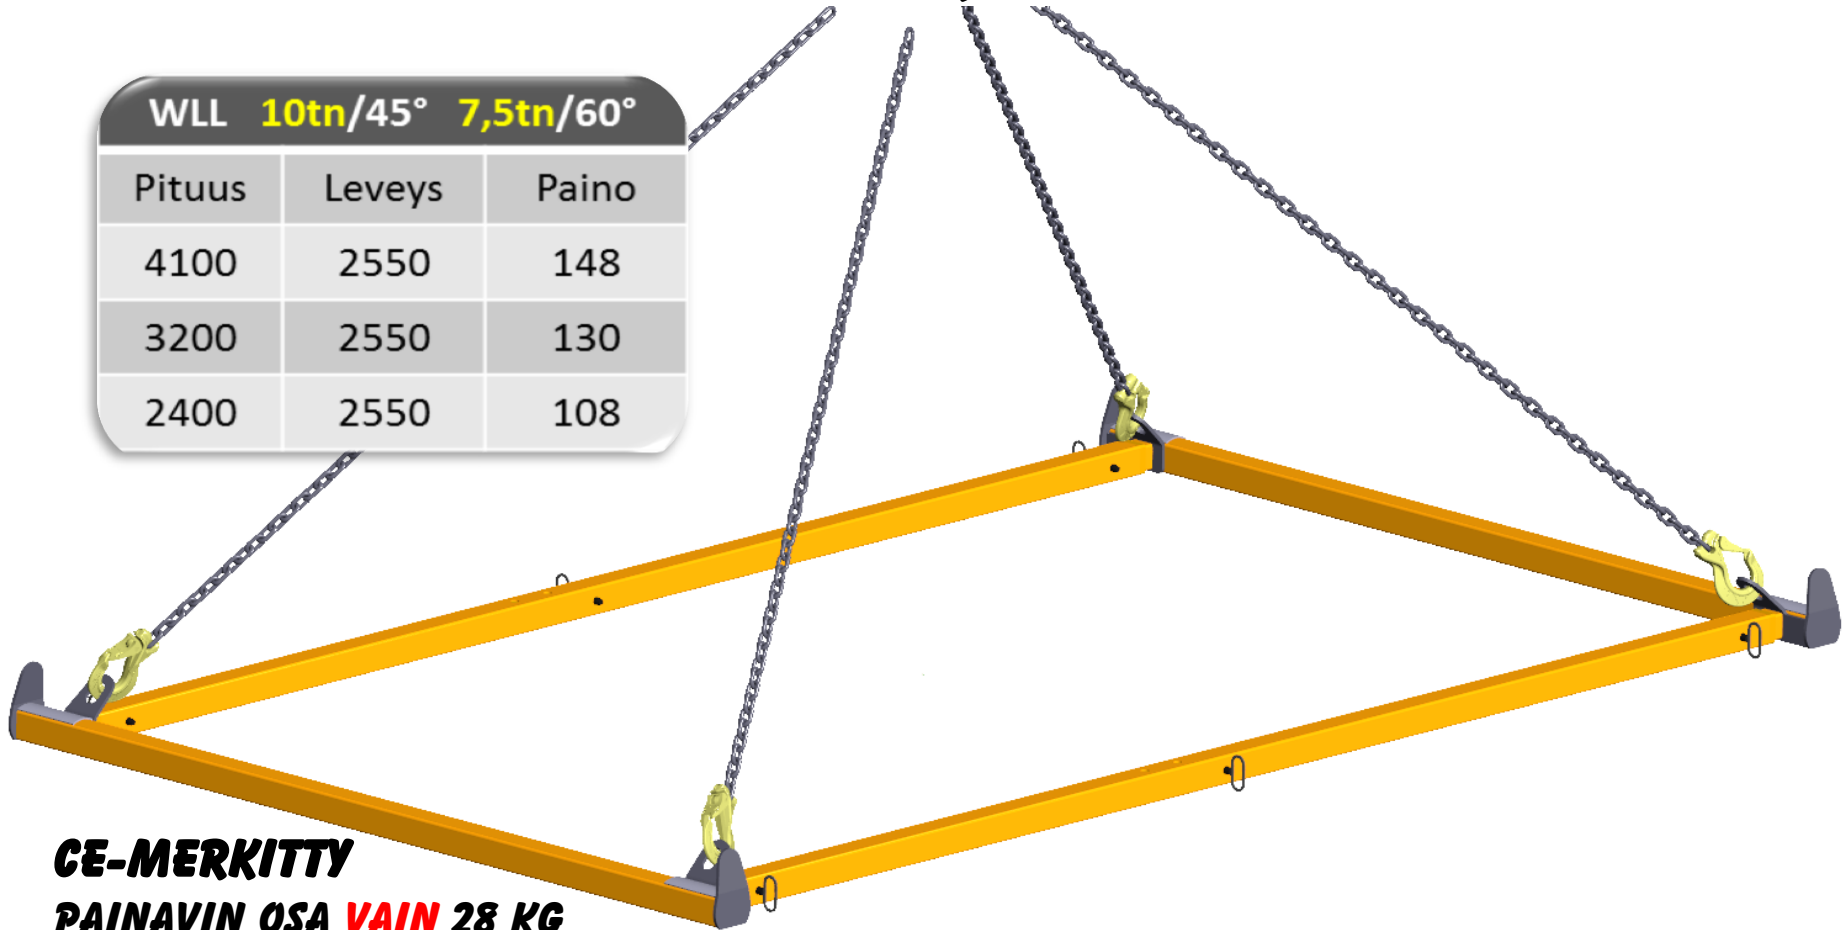 WLL 10tn/45° 7,5tn/60°
Pituus Leveys Paino
4100 2550 148
3200 2550 130
2400 2550 108
CE-MERKITTY
PAINAVIN OSA VAIN 28 KG